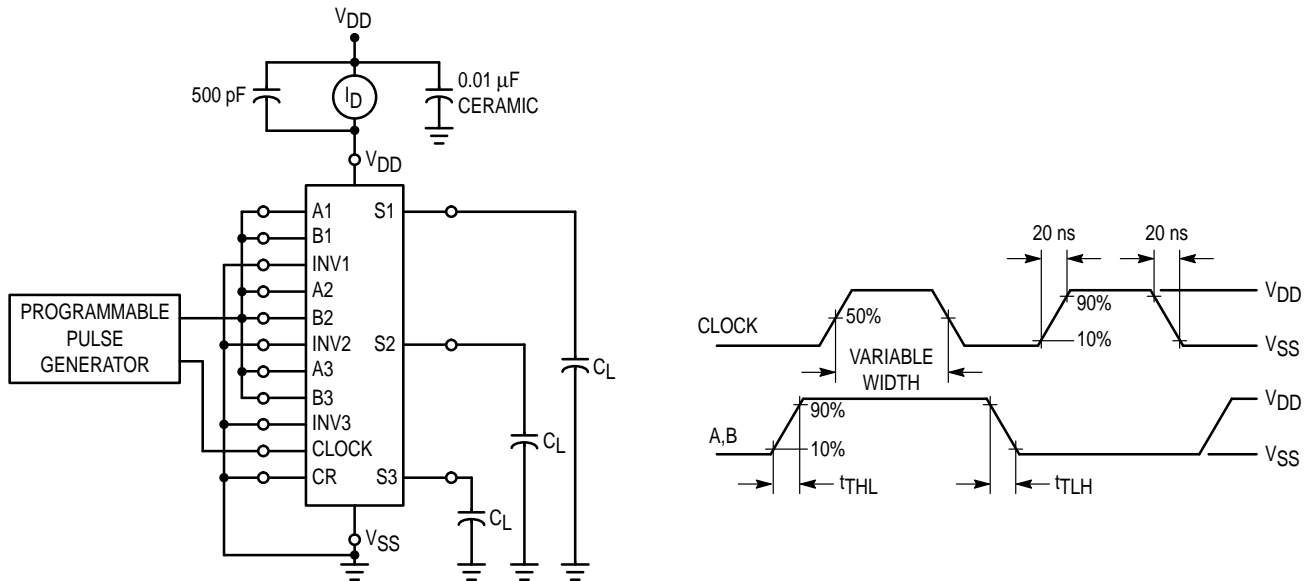 VDD
500 pF
ID
0.01 μF
CERAMIC
VDD
A1
S1
B1
INV1
A2
PROGRAMMABLE
PULSE
GENERATOR
B2
INV2
S2
A3
B3
INV3
CLOCK
CR
S3
CL
CL
CL
VSS
20 ns
20 ns
CLOCK
50%
90%
10%
VDD
VSS
VARIABLE
WIDTH
A,B
90%
10%
VDD
VSS
tTHL
tTLH